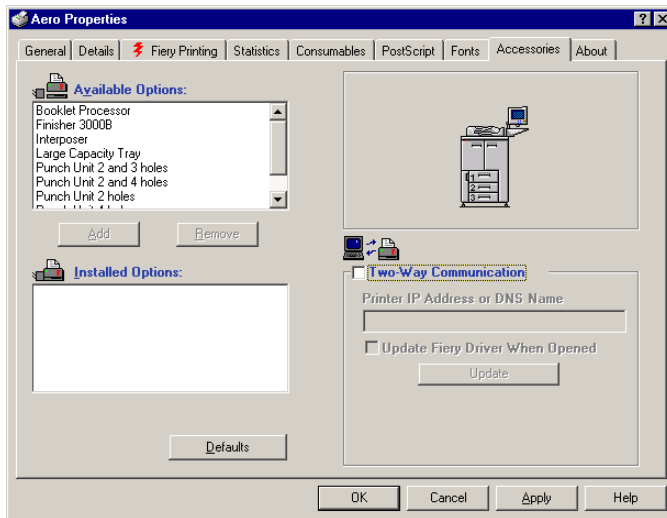 Aero Properties
General Details Fiery Printing Statistics Consumables PostScript Fonts Accessories About
Available Options:
Booklet Processor
Finisher 3000B
Interposer
Large Capacity Tray
Punch Unit 2 and 3 holes
Punch Unit 2 and 4 holes
Punch Unit 2 holes
Add Remove
Installed Options:
Defaults
1
2
3
Two-Way Communication
Printer IP Address or DNS Name
Update Fiery Driver When Opened
Update
OK Cancel Apply Help